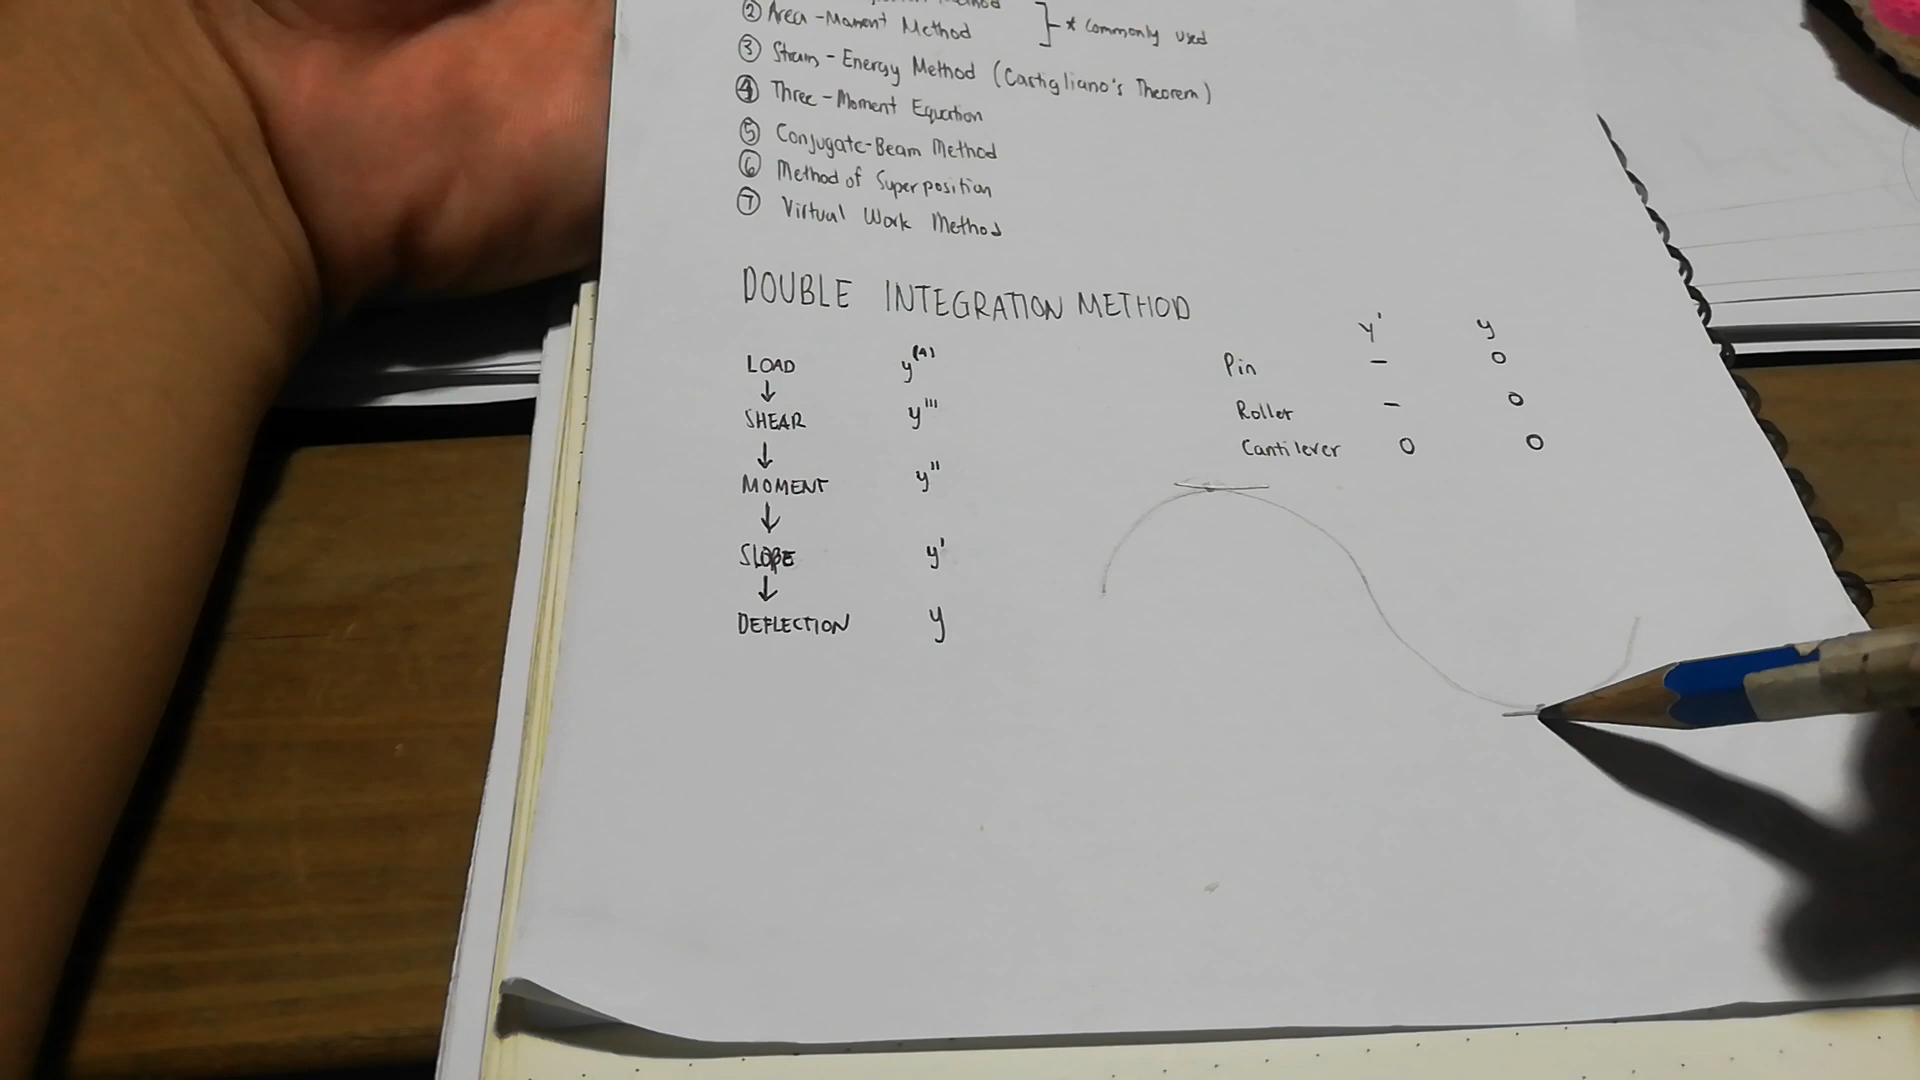 Method
② Area-Moment Method ] * commonly used
③ Strain-Energy Method (Castigliano's Theorem)
④ Three-Moment Equation
⑤ Conjugate-Beam Method
⑥ Method of Superposition
⑦ Virtual Work Method
DOUBLE INTEGRATION METHOD
LOAD y⁽⁴⁾
↓
SHEAR y'''
↓
MOMENT y''
↓
SLOPE y'
↓
DEFLECTION y
y' y
Pin – 0
Roller – 0
Cantilever 0 0